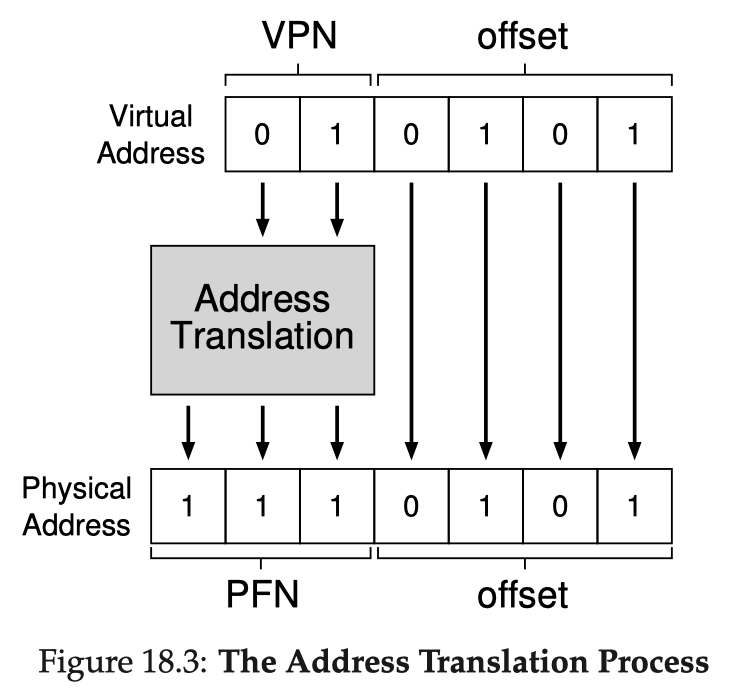 VPN offset
Virtual
Address
0 1 0 1 0 1
Address
Translation
Physical
Address
1 1 1 0 1 0 1
PFN offset
Figure 18.3: The Address Translation Process